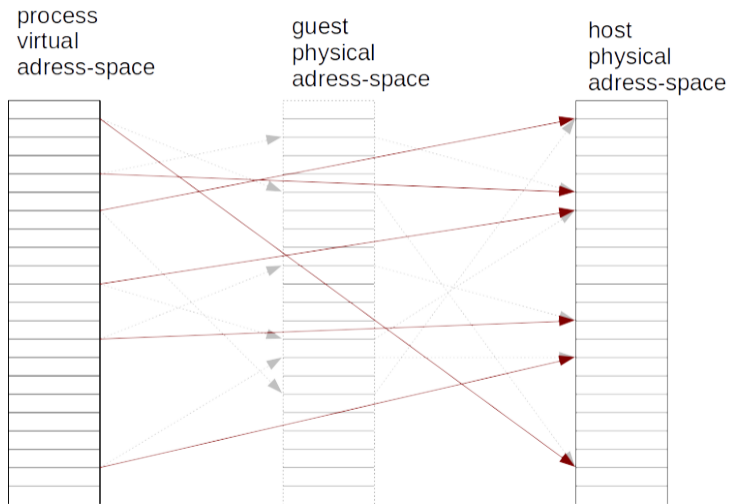 process
virtual
adress-space
guest
physical
adress-space
host
physical
adress-space